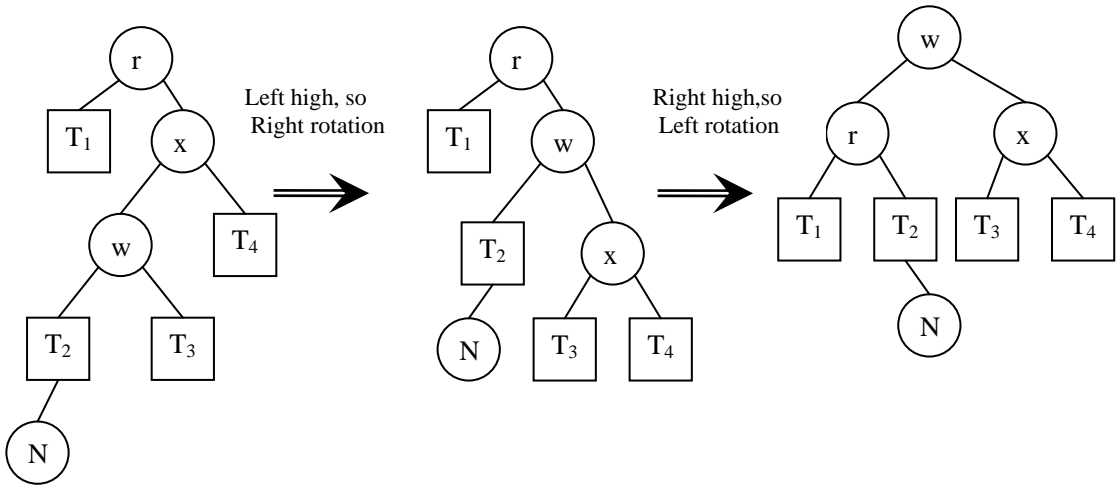 r
T1
x
w
T4
T2
T3
N
Left high, so
Right rotation
r
T1
w
T2
x
N
T3
T4
Right high,so
Left rotation
w
r
x
T1
T2
T3
T4
N